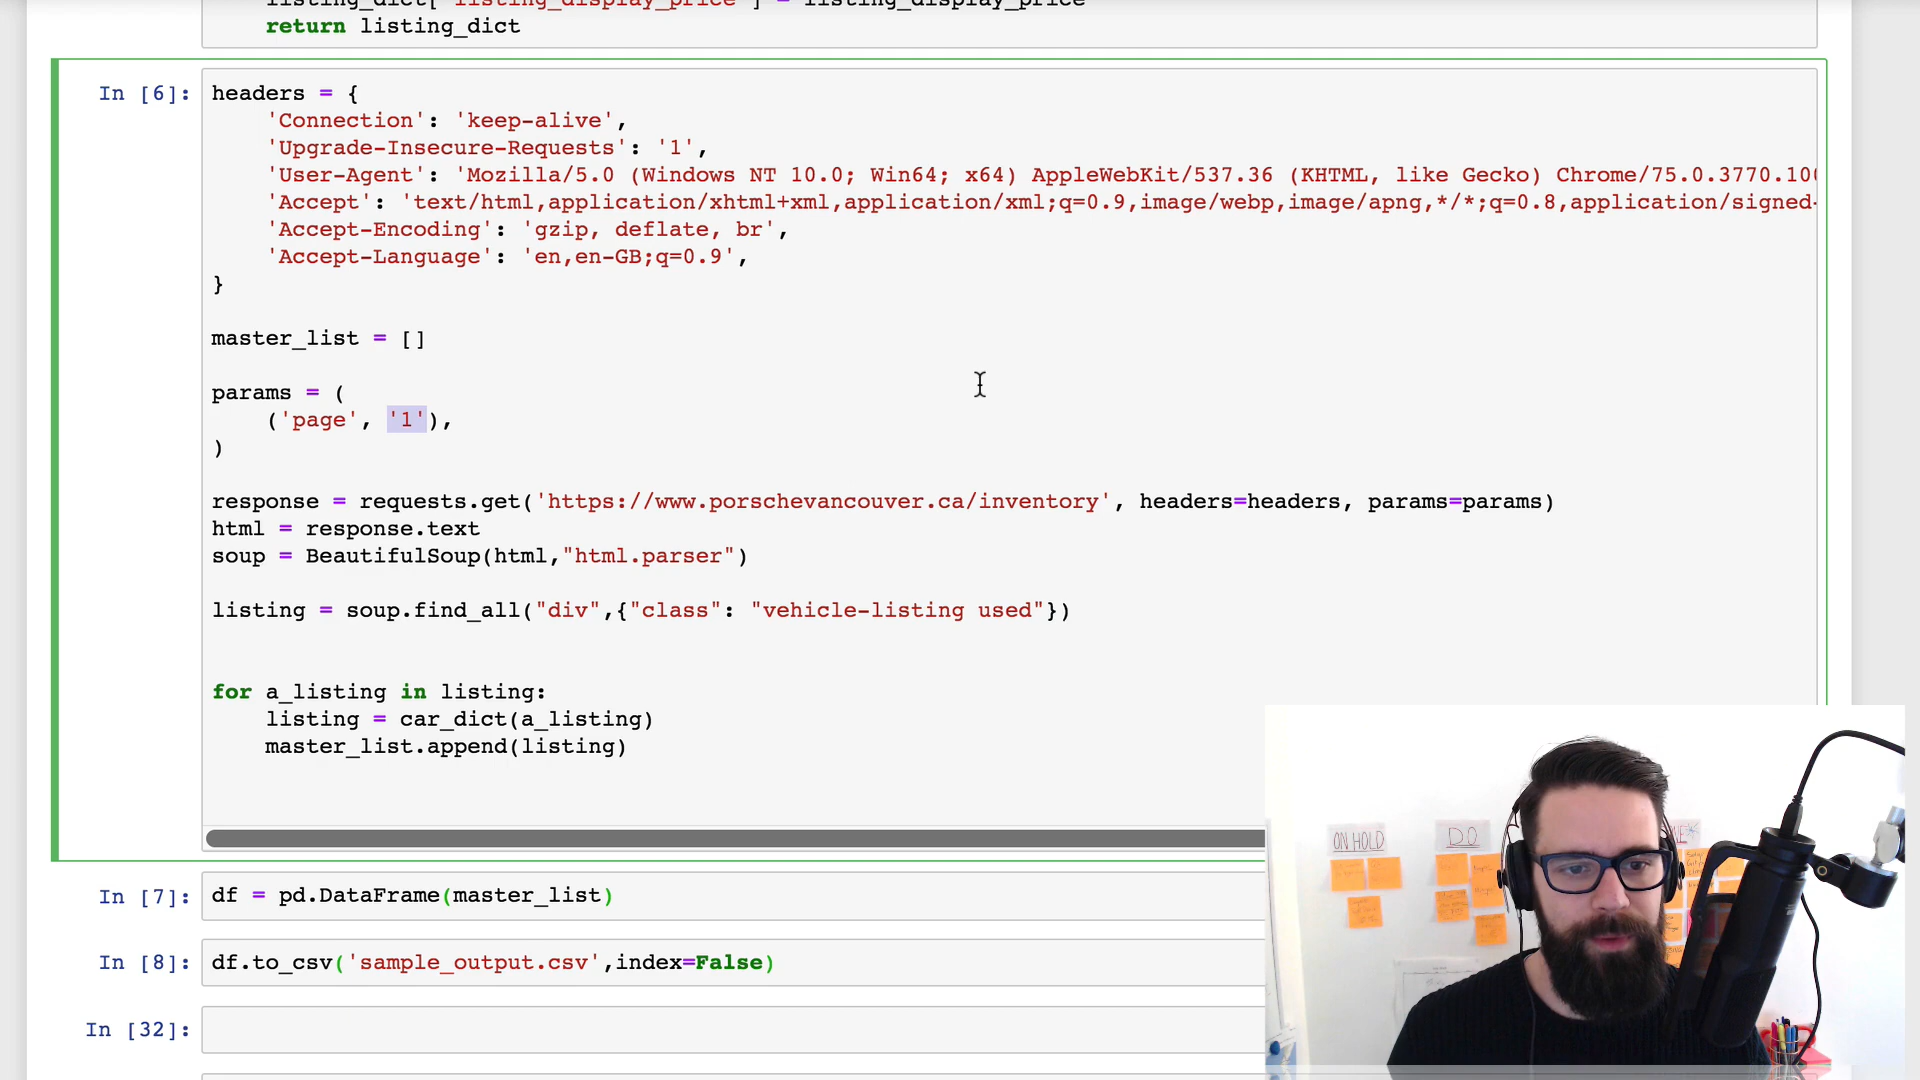 listing_dict["listing_display_price"] = listing_display_price
return listing_dict
In [6]:
headers = {
'Connection': 'keep-alive',
'Upgrade-Insecure-Requests': '1',
'User-Agent': 'Mozilla/5.0 (Windows NT 10.0; Win64; x64) AppleWebKit/537.36 (KHTML, like Gecko) Chrome/75.0.3770.100
'Accept': 'text/html,application/xhtml+xml,application/xml;q=0.9,image/webp,image/apng,*/*;q=0.8,application/signed-
'Accept-Encoding': 'gzip, deflate, br',
'Accept-Language': 'en,en-GB;q=0.9',
}
master_list = []
params = (
('page', '1'),
)
response = requests.get('https://www.porschevancouver.ca/inventory', headers=headers, params=params)
html = response.text
soup = BeautifulSoup(html,"html.parser")
listing = soup.find_all("div",{"class": "vehicle-listing used"})
for a_listing in listing:
listing = car_dict(a_listing)
master_list.append(listing)
ON HOLD
DO
In [7]:
df = pd.DataFrame(master_list)
In [8]:
df.to_csv('sample_output.csv',index=False)
In [32]: